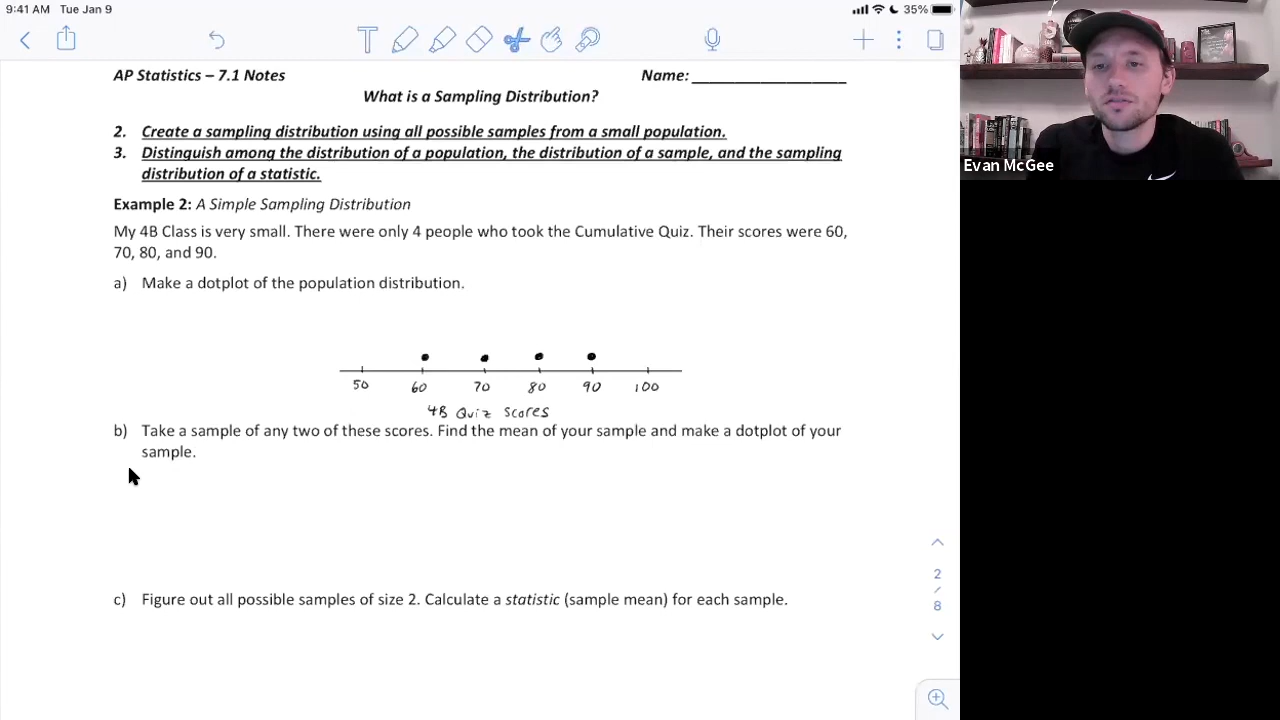 9:41 AM Tue Jan 9
35%
AP Statistics – 7.1 Notes Name: ____________________
What is a Sampling Distribution?
2. Create a sampling distribution using all possible samples from a small population.
3. Distinguish among the distribution of a population, the distribution of a sample, and the sampling
distribution of a statistic.
Example 2: A Simple Sampling Distribution
My 4B Class is very small. There were only 4 people who took the Cumulative Quiz. Their scores were 60,
70, 80, and 90.
a) Make a dotplot of the population distribution.
50 60 70 80 90 100
4B Quiz Scores
b) Take a sample of any two of these scores. Find the mean of your sample and make a dotplot of your
sample.
c) Figure out all possible samples of size 2. Calculate a statistic (sample mean) for each sample.
2
/
8
Evan McGee